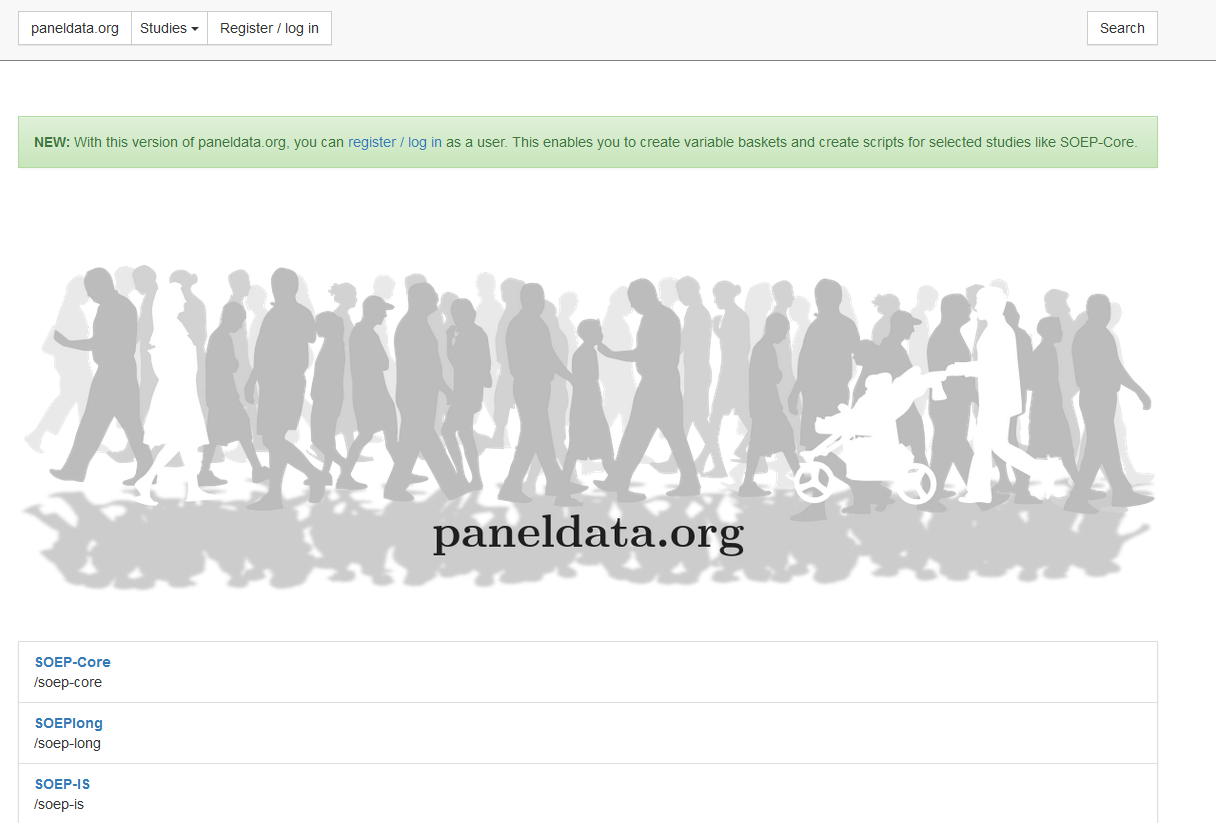 paneldata.org Studies Register / log in Search
NEW: With this version of paneldata.org, you can register / log in as a user. This enables you to create variable baskets and create scripts for selected studies like SOEP-Core.
paneldata.org
SOEP-Core
/soep-core
SOEPlong
/soep-long
SOEP-IS
/soep-is